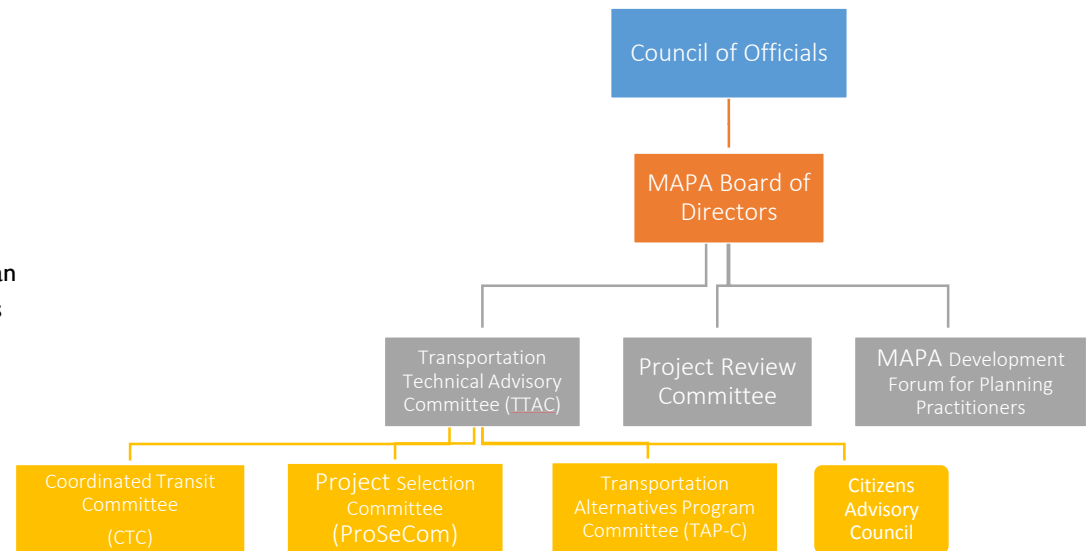 Council of Officials
MAPA Board of
Directors
an
s
Transportation
Technical Advisory
Committee (TTAC)
Project Review
Committee
MAPA Development
Forum for Planning
Practitioners
Coordinated Transit
Committee
(CTC)
Project Selection
Committee
(ProSeCom)
Transportation
Alternatives Program
Committee (TAP-C)
Citizens
Advisory
Council